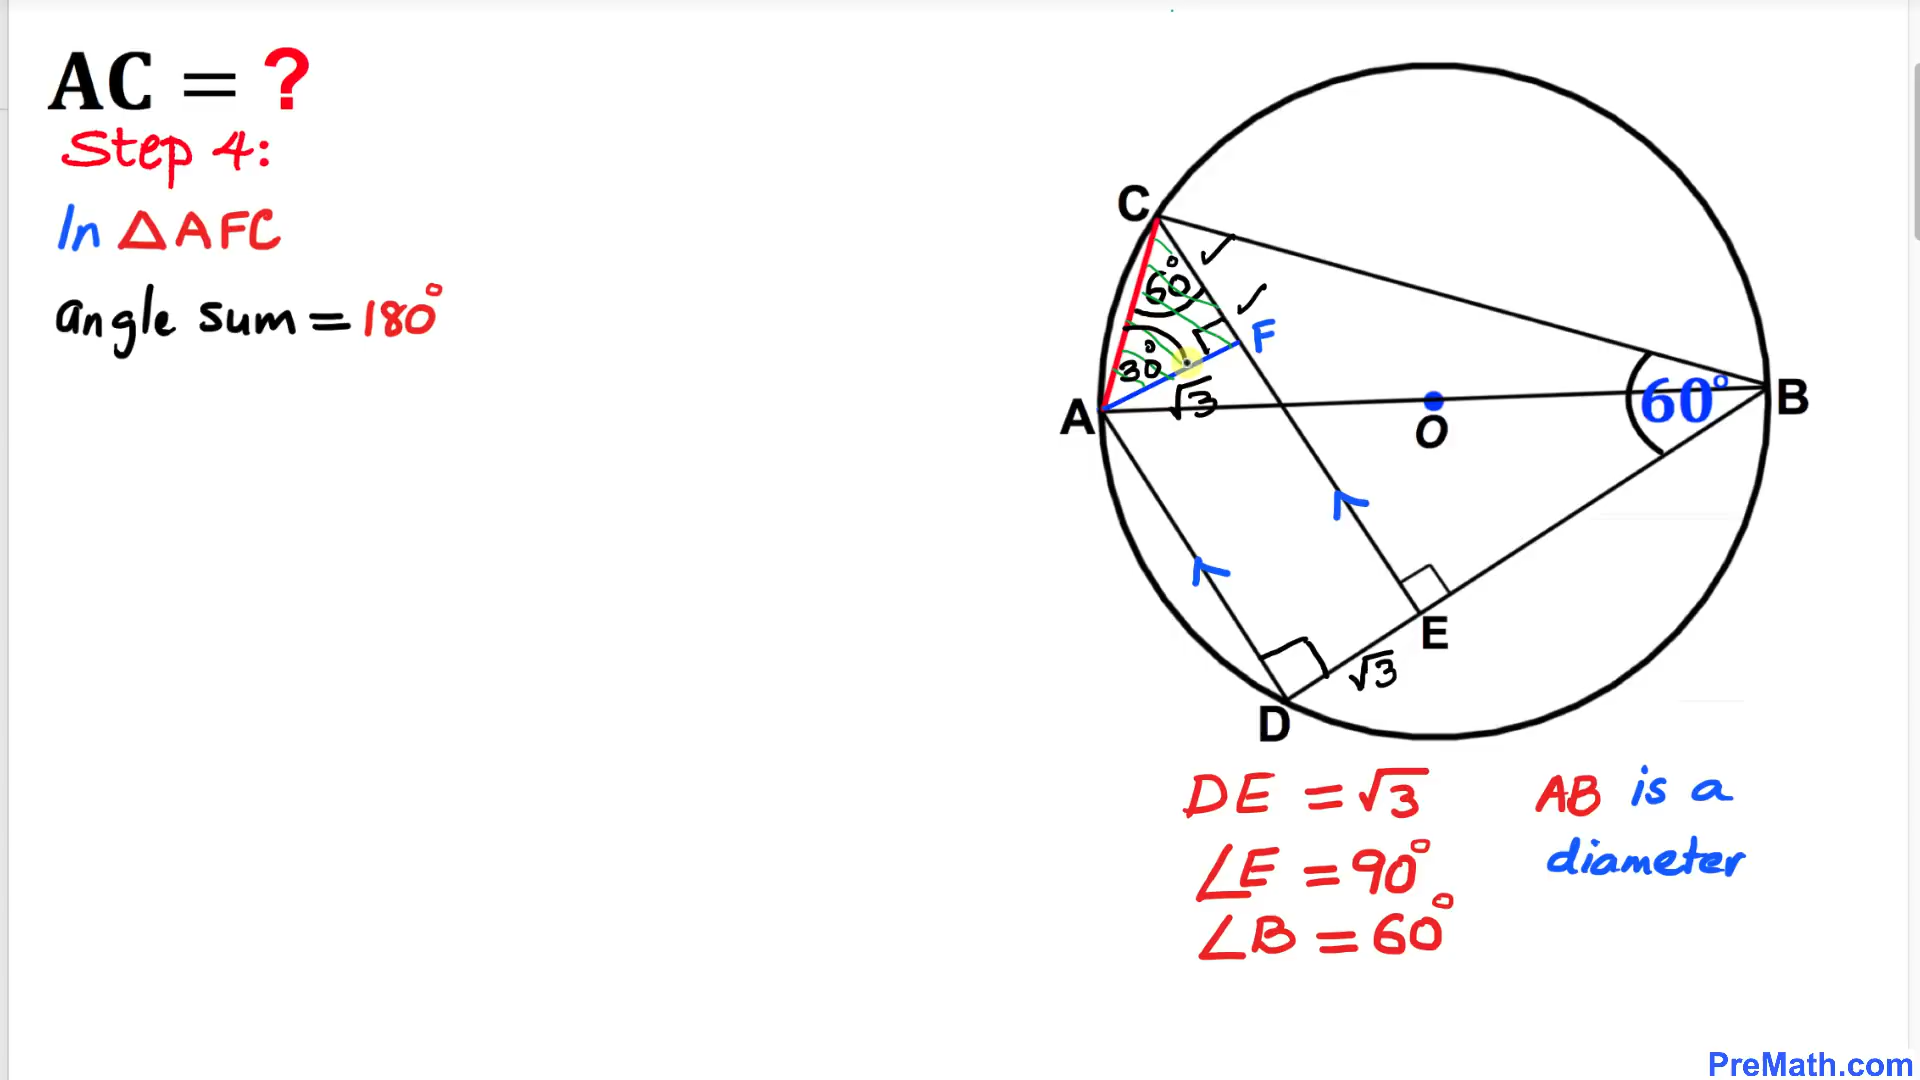 AC = ?
Step 4:
In △AFC
angle sum = 180°
C
60°
F
30°
√3
A
O
60°
B
E
√3
D
DE = √3
∠E = 90°
∠B = 60°
AB is a
diameter
PreMath.com